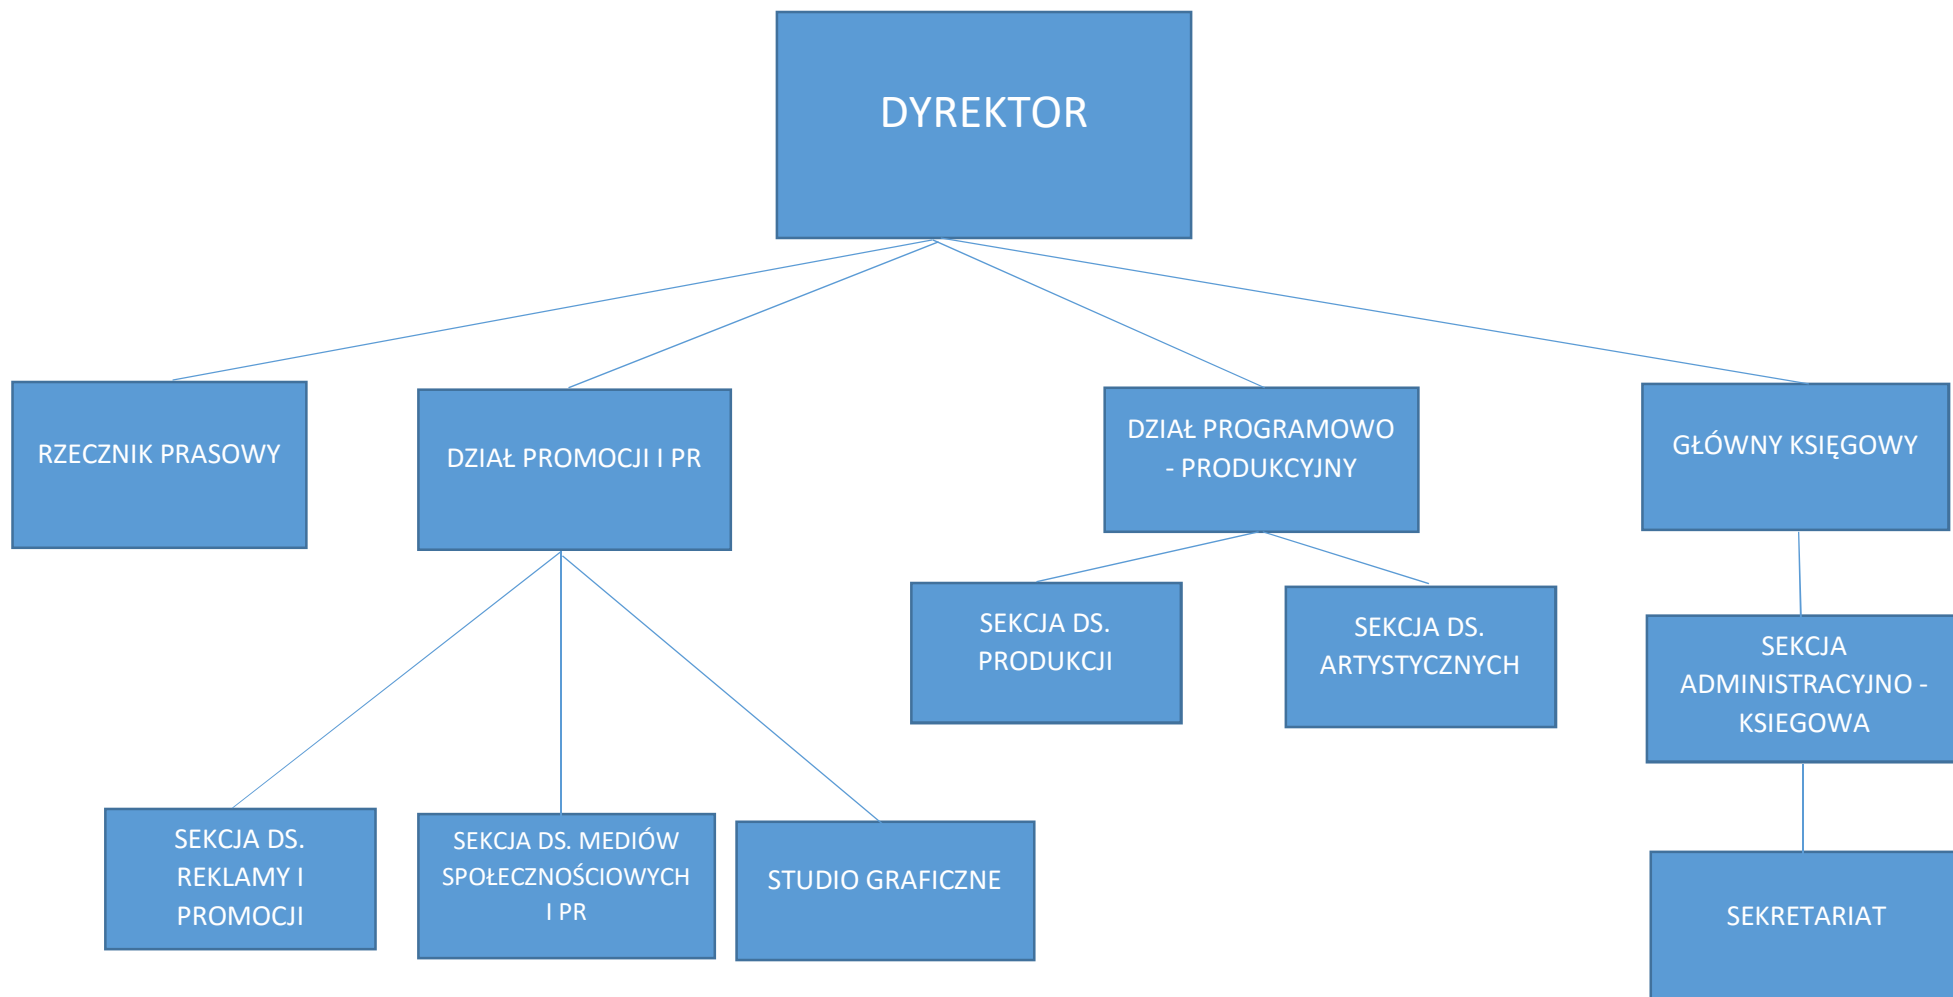 DYREKTOR
RZECZNIK PRASOWY
DZIAŁ PROMOCJI I PR
DZIAŁ PROGRAMOWO
- PRODUKCYJNY
GŁÓWNY KSIĘGOWY
SEKCJA DS.
PRODUKCJI
SEKCJA DS.
ARTYSTYCZNYCH
SEKCJA
ADMINISTRACYJNO -
KSIEGOWA
SEKCJA DS.
REKLAMY I
PROMOCJI
SEKCJA DS. MEDIÓW
SPOŁECZNOŚCIOWYCH
I PR
STUDIO GRAFICZNE
SEKRETARIAT